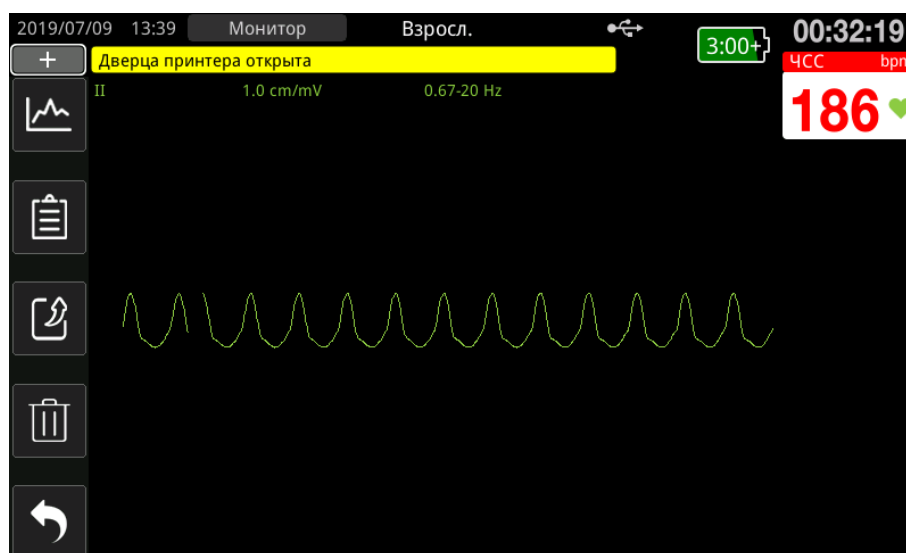 2019/07/09 13:39 Монитор Взросл. 3:00+ 00:32:19
Дверца принтера открыта
ЧСС bpm
II 1.0 cm/mV 0.67-20 Hz
186